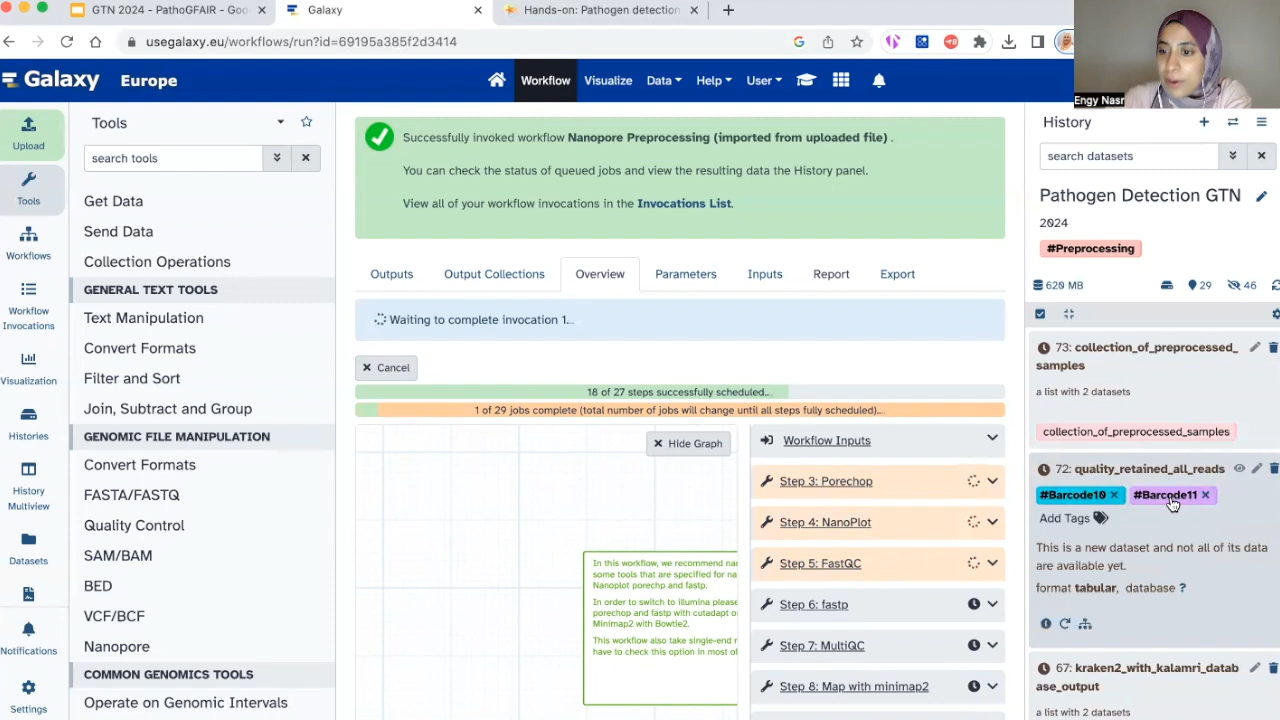 GTN 2024 - PathoGFAIR - Goo
Galaxy
Hands-on: Pathogen detection
usegalaxy.eu/workflows/run?id=69195a385f2d3414
Galaxy Europe
Workflow Visualize Data Help User
Engy Nasr
Upload
Tools
Workflows
Workflow
Invocations
Visualization
Histories
History
Multiview
Datasets
Notifications
Settings
Tools
search tools
Get Data
Send Data
Collection Operations
GENERAL TEXT TOOLS
Text Manipulation
Convert Formats
Filter and Sort
Join, Subtract and Group
GENOMIC FILE MANIPULATION
Convert Formats
FASTA/FASTQ
Quality Control
SAM/BAM
BED
VCF/BCF
Nanopore
COMMON GENOMICS TOOLS
Operate on Genomic Intervals
Successfully invoked workflow Nanopore Preprocessing (imported from uploaded file) .
You can check the status of queued jobs and view the resulting data the History panel.
View all of your workflow invocations in the Invocations List.
Outputs Output Collections Overview Parameters Inputs Report Export
Waiting to complete invocation 1...
Cancel
18 of 27 steps successfully scheduled...
1 of 29 jobs complete (total number of jobs will change until all steps fully scheduled)...
Hide Graph
In this workflow, we recommend na
some tools that are specified for na
Nanoplot porechp and fastp.
In order to switch to Illumina please
porechop and fastp with cutadapt o
Minimap2 with Bowtie2.
This workflow also take single-end r
have to check this option in most of
Workflow Inputs
Step 3: Porechop
Step 4: NanoPlot
Step 5: FastQC
Step 6: fastp
Step 7: MultiQC
Step 8: Map with minimap2
History
search datasets
Pathogen Detection GTN
2024
#Preprocessing
620 MB 29 46
73: collection_of_preprocessed_
samples
a list with 2 datasets
collection_of_preprocessed_samples
72: quality_retained_all_reads
#Barcode10 #Barcode11
Add Tags
This is a new dataset and not all of its data
are available yet.
format tabular, database ?
67: kraken2_with_kalamri_datab
ase_output
a list with 2 datasets